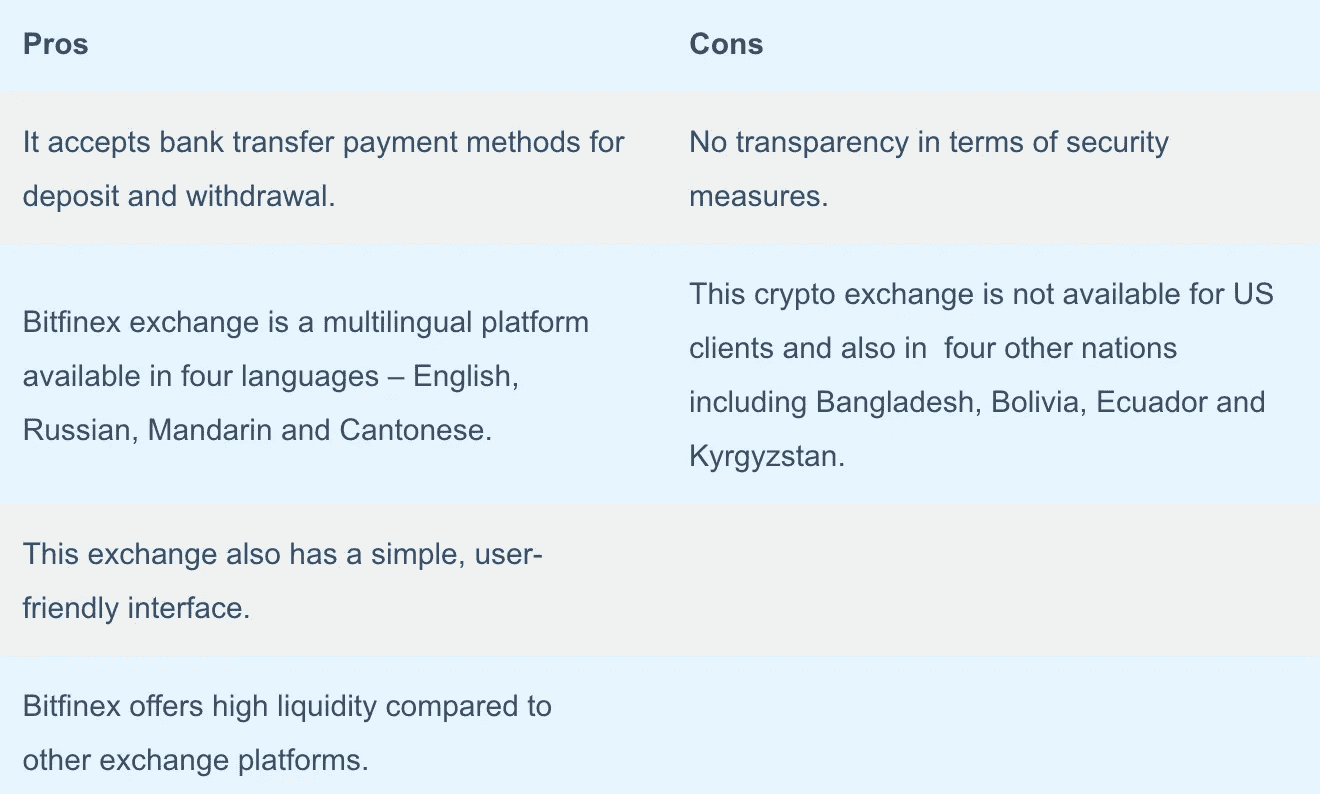 Pros
Cons
It accepts bank transfer payment methods for
deposit and withdrawal.
No transparency in terms of security
measures.
Bitfinex exchange is a multilingual platform
available in four languages – English,
Russian, Mandarin and Cantonese.
This crypto exchange is not available for US
clients and also in  four other nations
including Bangladesh, Bolivia, Ecuador and
Kyrgyzstan.
This exchange also has a simple, user-
friendly interface.
Bitfinex offers high liquidity compared to
other exchange platforms.